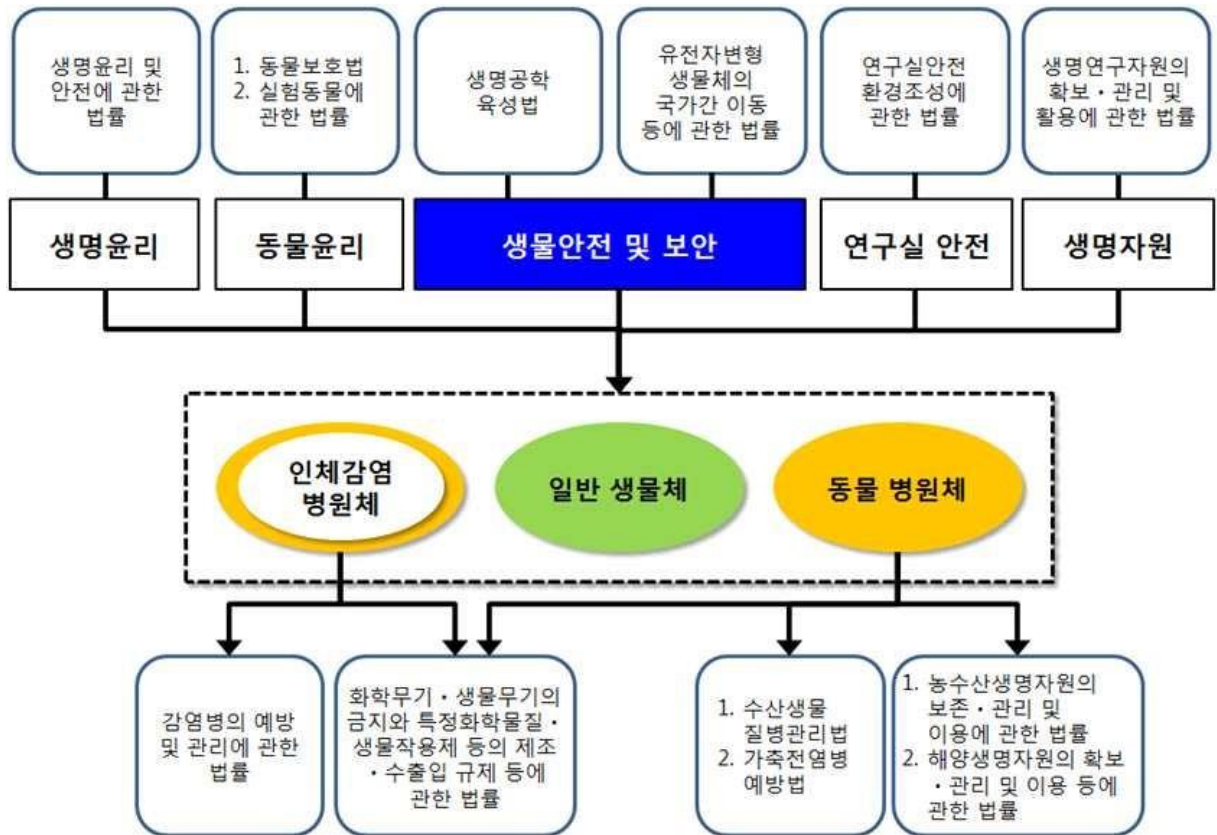 생명윤리 및
안전에 관한
법률
1. 동물보호법
2. 실험동물에
관한 법률
생명공학
육성법
유전자변형
생물체의
국가간 이동
등에 관한 법률
연구실안전
환경조성에
관한 법률
생명연구자원의
확보・관리 및
활용에 관한 법률
생명윤리
동물윤리
생물안전 및 보안
연구실 안전
생명자원
인체감염
병원체
일반 생물체
동물 병원체
감염병의 예방
및 관리에 관한
법률
화학무기・생물무기의
금지와 특정화학물질・
생물작용제 등의 제조
・수출입 규제 등에
관한 법률
1. 수산생물
질병관리법
2. 가축전염병
예방법
1. 농수산생명자원의
보존・관리 및
이용에 관한 법률
2. 해양생명자원의 확보
・관리 및 이용 등에
관한 법률